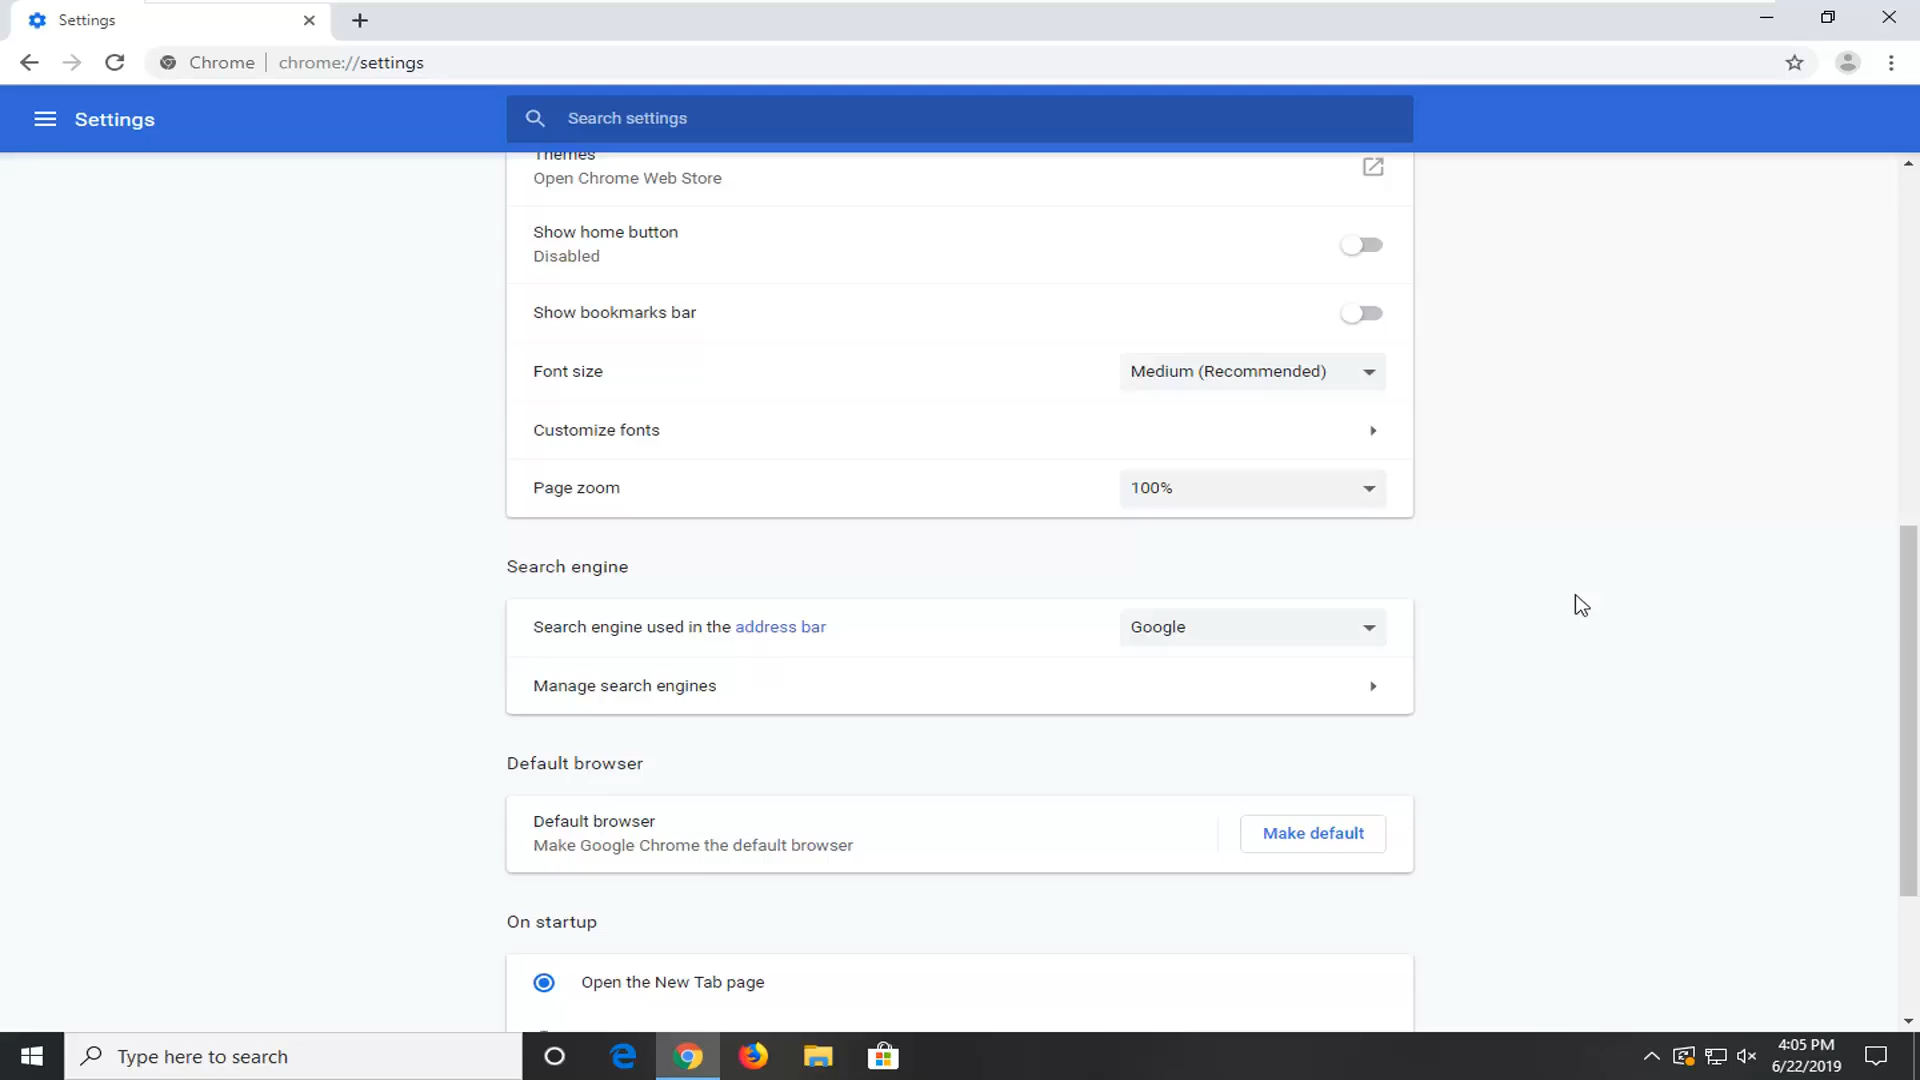 Settings
Chrome
chrome://settings
Settings
Search settings
Themes
Open Chrome Web Store
Show home button
Disabled
Show bookmarks bar
Font size
Medium (Recommended)
Customize fonts
Page zoom
100%
Search engine
Search engine used in the address bar
Google
Manage search engines
Default browser
Default browser
Make Google Chrome the default browser
Make default
On startup
Open the New Tab page
Type here to search
4:05 PM
6/22/2019